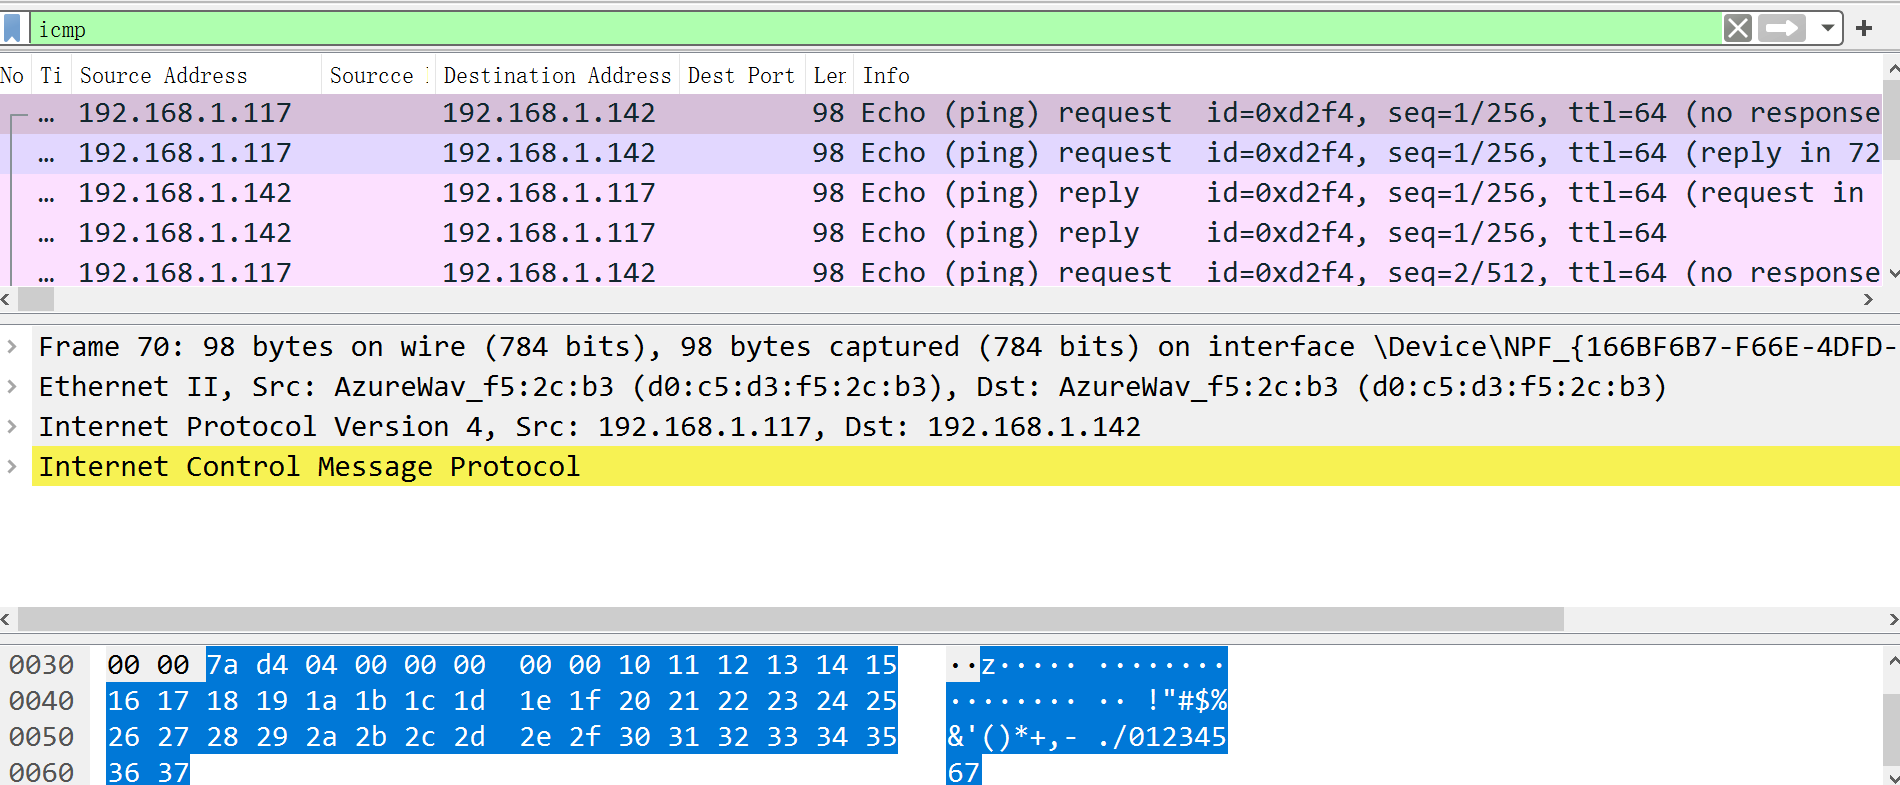 icmp
No Ti Source Address Sourcce Destination Address Dest Port Len Info
… 192.168.1.117 192.168.1.142 98 Echo (ping) request id=0xd2f4, seq=1/256, ttl=64 (no response
… 192.168.1.117 192.168.1.142 98 Echo (ping) request id=0xd2f4, seq=1/256, ttl=64 (reply in 72
… 192.168.1.142 192.168.1.117 98 Echo (ping) reply id=0xd2f4, seq=1/256, ttl=64 (request in
… 192.168.1.142 192.168.1.117 98 Echo (ping) reply id=0xd2f4, seq=1/256, ttl=64
… 192.168.1.117 192.168.1.142 98 Echo (ping) request id=0xd2f4, seq=2/512, ttl=64 (no response
Frame 70: 98 bytes on wire (784 bits), 98 bytes captured (784 bits) on interface \Device\NPF_{166BF6B7-F66E-4DFD-
Ethernet II, Src: AzureWav_f5:2c:b3 (d0:c5:d3:f5:2c:b3), Dst: AzureWav_f5:2c:b3 (d0:c5:d3:f5:2c:b3)
Internet Protocol Version 4, Src: 192.168.1.117, Dst: 192.168.1.142
Internet Control Message Protocol
0030 00 00 7a d4 04 00 00 00 00 00 10 11 12 13 14 15 ··z····· ········
0040 16 17 18 19 1a 1b 1c 1d 1e 1f 20 21 22 23 24 25 ········ ·· !"#$%
0050 26 27 28 29 2a 2b 2c 2d 2e 2f 30 31 32 33 34 35 &'()*+,- ./012345
0060 36 37 67